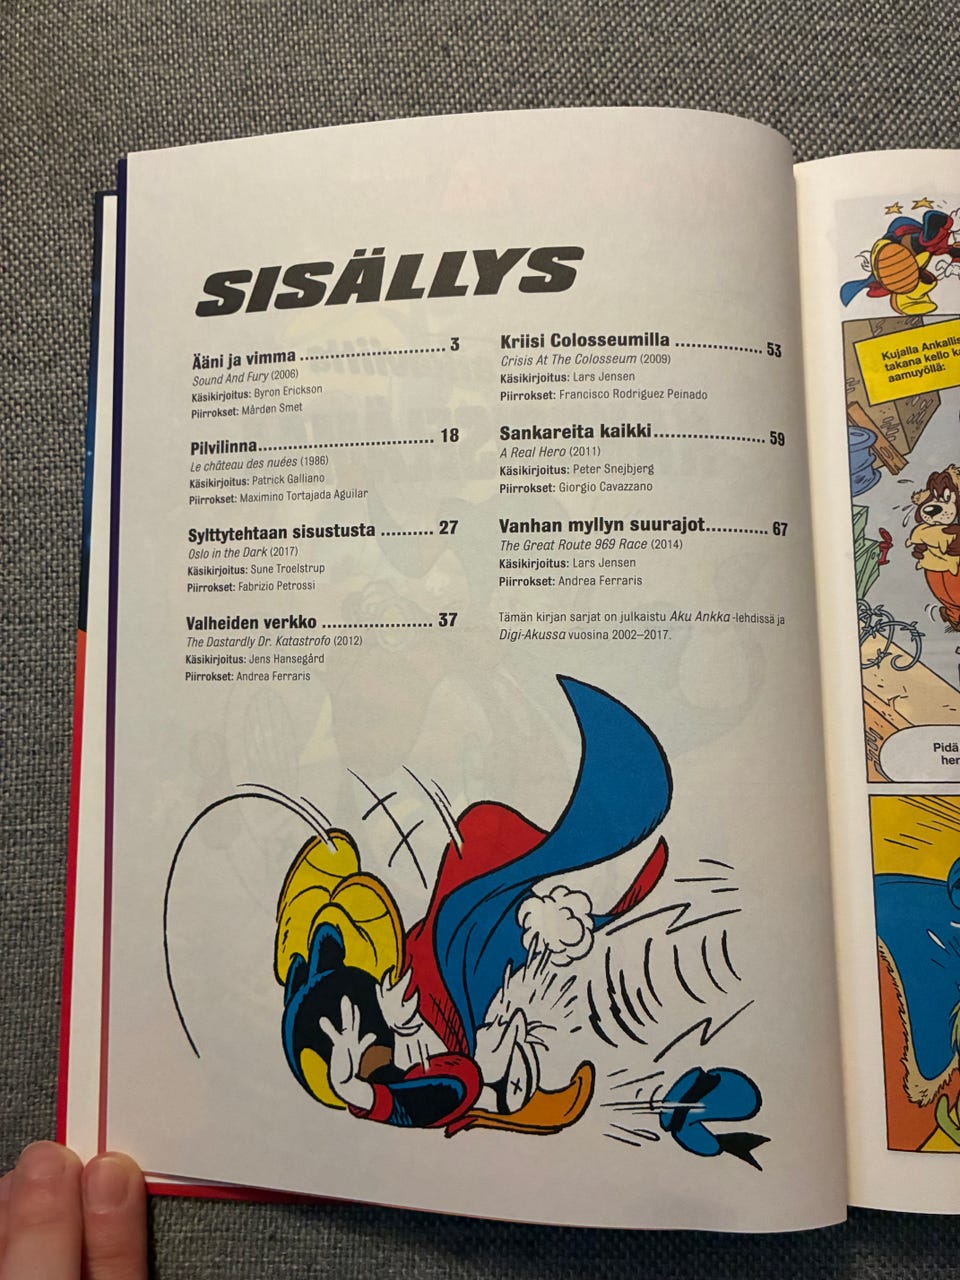 SISÄLLYS
Ääni ja vimma ........................ 3
Sound And Fury (2006)
Käsikirjoitus: Byron Erickson
Piirrokset: Mårdøn Smet
Pilvilinna............................. 18
Le château des nuées (1986)
Käsikirjoitus: Patrick Galliano
Piirrokset: Maximino Tortajada Aguilar
Sylttytehtaan sisustusta .......... 27
Oslo in the Dark (2017)
Käsikirjoitus: Sune Troelstrup
Piirrokset: Fabrizio Petrossi
Valheiden verkko ...................... 37
The Dastardly Dr. Katastrofo (2012)
Käsikirjoitus: Jens Hansegård
Piirrokset: Andrea Ferraris
Kriisi Colosseumilla ................. 53
Crisis At The Colosseum (2009)
Käsikirjoitus: Lars Jensen
Piirrokset: Francisco Rodriguez Peinado
Sankareita kaikki...................... 59
A Real Hero (2011)
Käsikirjoitus: Peter Snejbjerg
Piirrokset: Giorgio Cavazzano
Vanhan myllyn suurajot............ 67
The Great Route 969 Race (2014)
Käsikirjoitus: Lars Jensen
Piirrokset: Andrea Ferraris
Tämän kirjan sarjat on julkaistu Aku Ankka -lehdissä ja
Digi-Akussa vuosina 2002–2017.
Kujalla Ankallis
takana kello k
aamuyöllä:
Pidä
her